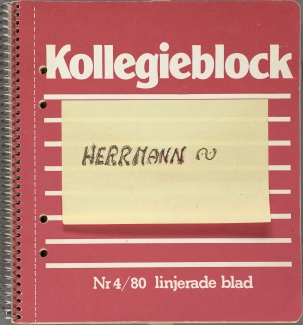 Kollegieblock
HERRMANN ~
Nr 4/80 linjerade blad